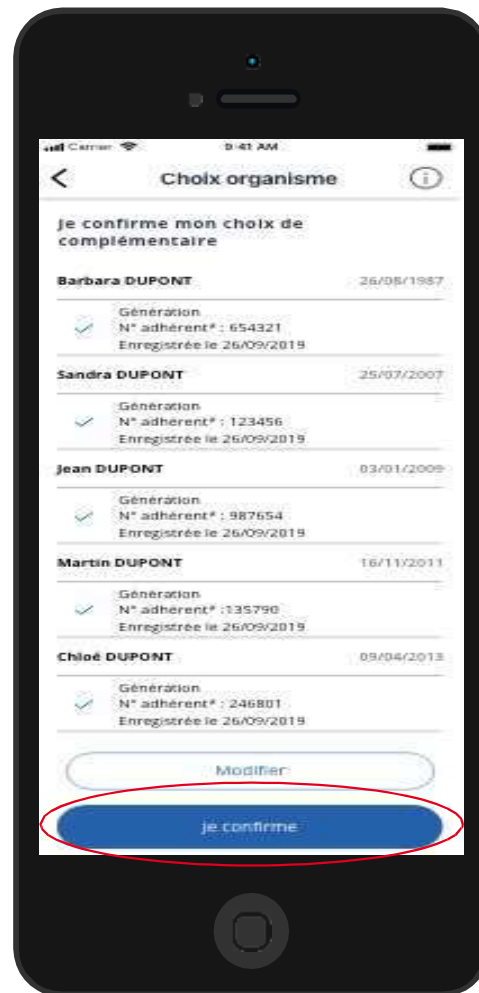 Carrier 9:41 AM
Choix organisme
Je confirme mon choix de
complémentaire
Barbara DUPONT 26/08/1987
Génération
N° adhérent* : 654321
Enregistrée le 26/09/2019
Sandra DUPONT 25/07/2007
Génération
N° adhérent* : 123456
Enregistrée le 26/09/2019
Jean DUPONT 03/01/2009
Génération
N° adhérent* : 987654
Enregistrée le 26/09/2019
Martin DUPONT 16/11/2011
Génération
N° adhérent* :135790
Enregistrée le 26/09/2019
Chloé DUPONT 09/04/2013
Génération
N° adhérent* : 246801
Enregistrée le 26/09/2019
Modifier
Je confirme